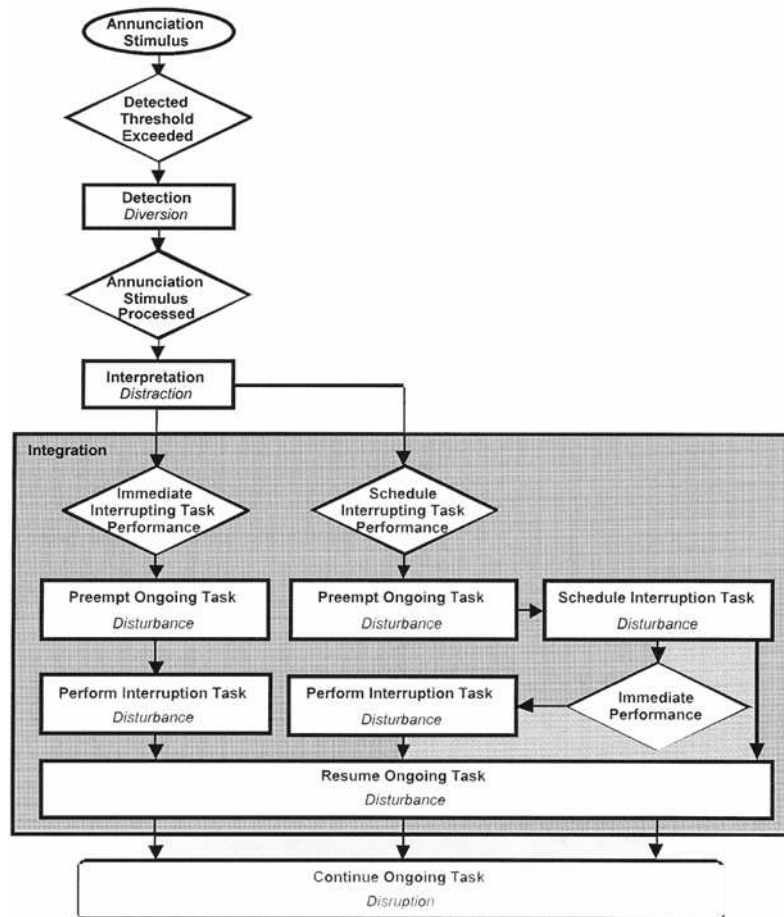 Annunciation
Stimulus
Detected
Threshold
Exceeded
Detection
Diversion
Annunciation
Stimulus
Processed
Interpretation
Distraction
Integration
Immediate
Interrupting Task
Performance
Schedule
Interrupting Task
Performance
Preempt Ongoing Task
Disturbance
Preempt Ongoing Task
Disturbance
Schedule Interruption Task
Disturbance
Perform Interruption Task
Disturbance
Perform Interruption Task
Disturbance
Immediate
Performance
Resume Ongoing Task
Disturbance
Continue Ongoing Task
Disruption